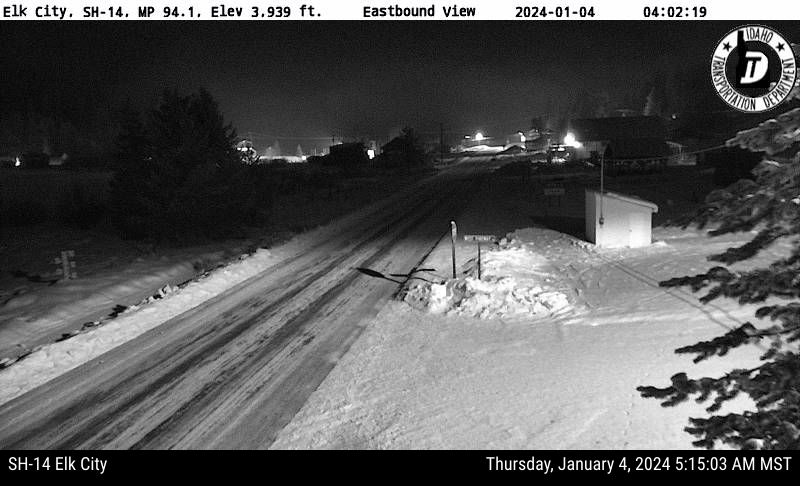 Elk City, SH-14, MP 94.1, Elev 3,939 ft. Eastbound View 2024-01-04 04:02:19
IDAHO
TRANSPORTATION DEPARTMENT
SH-14 Elk City Thursday, January 4, 2024 5:15:03 AM MST